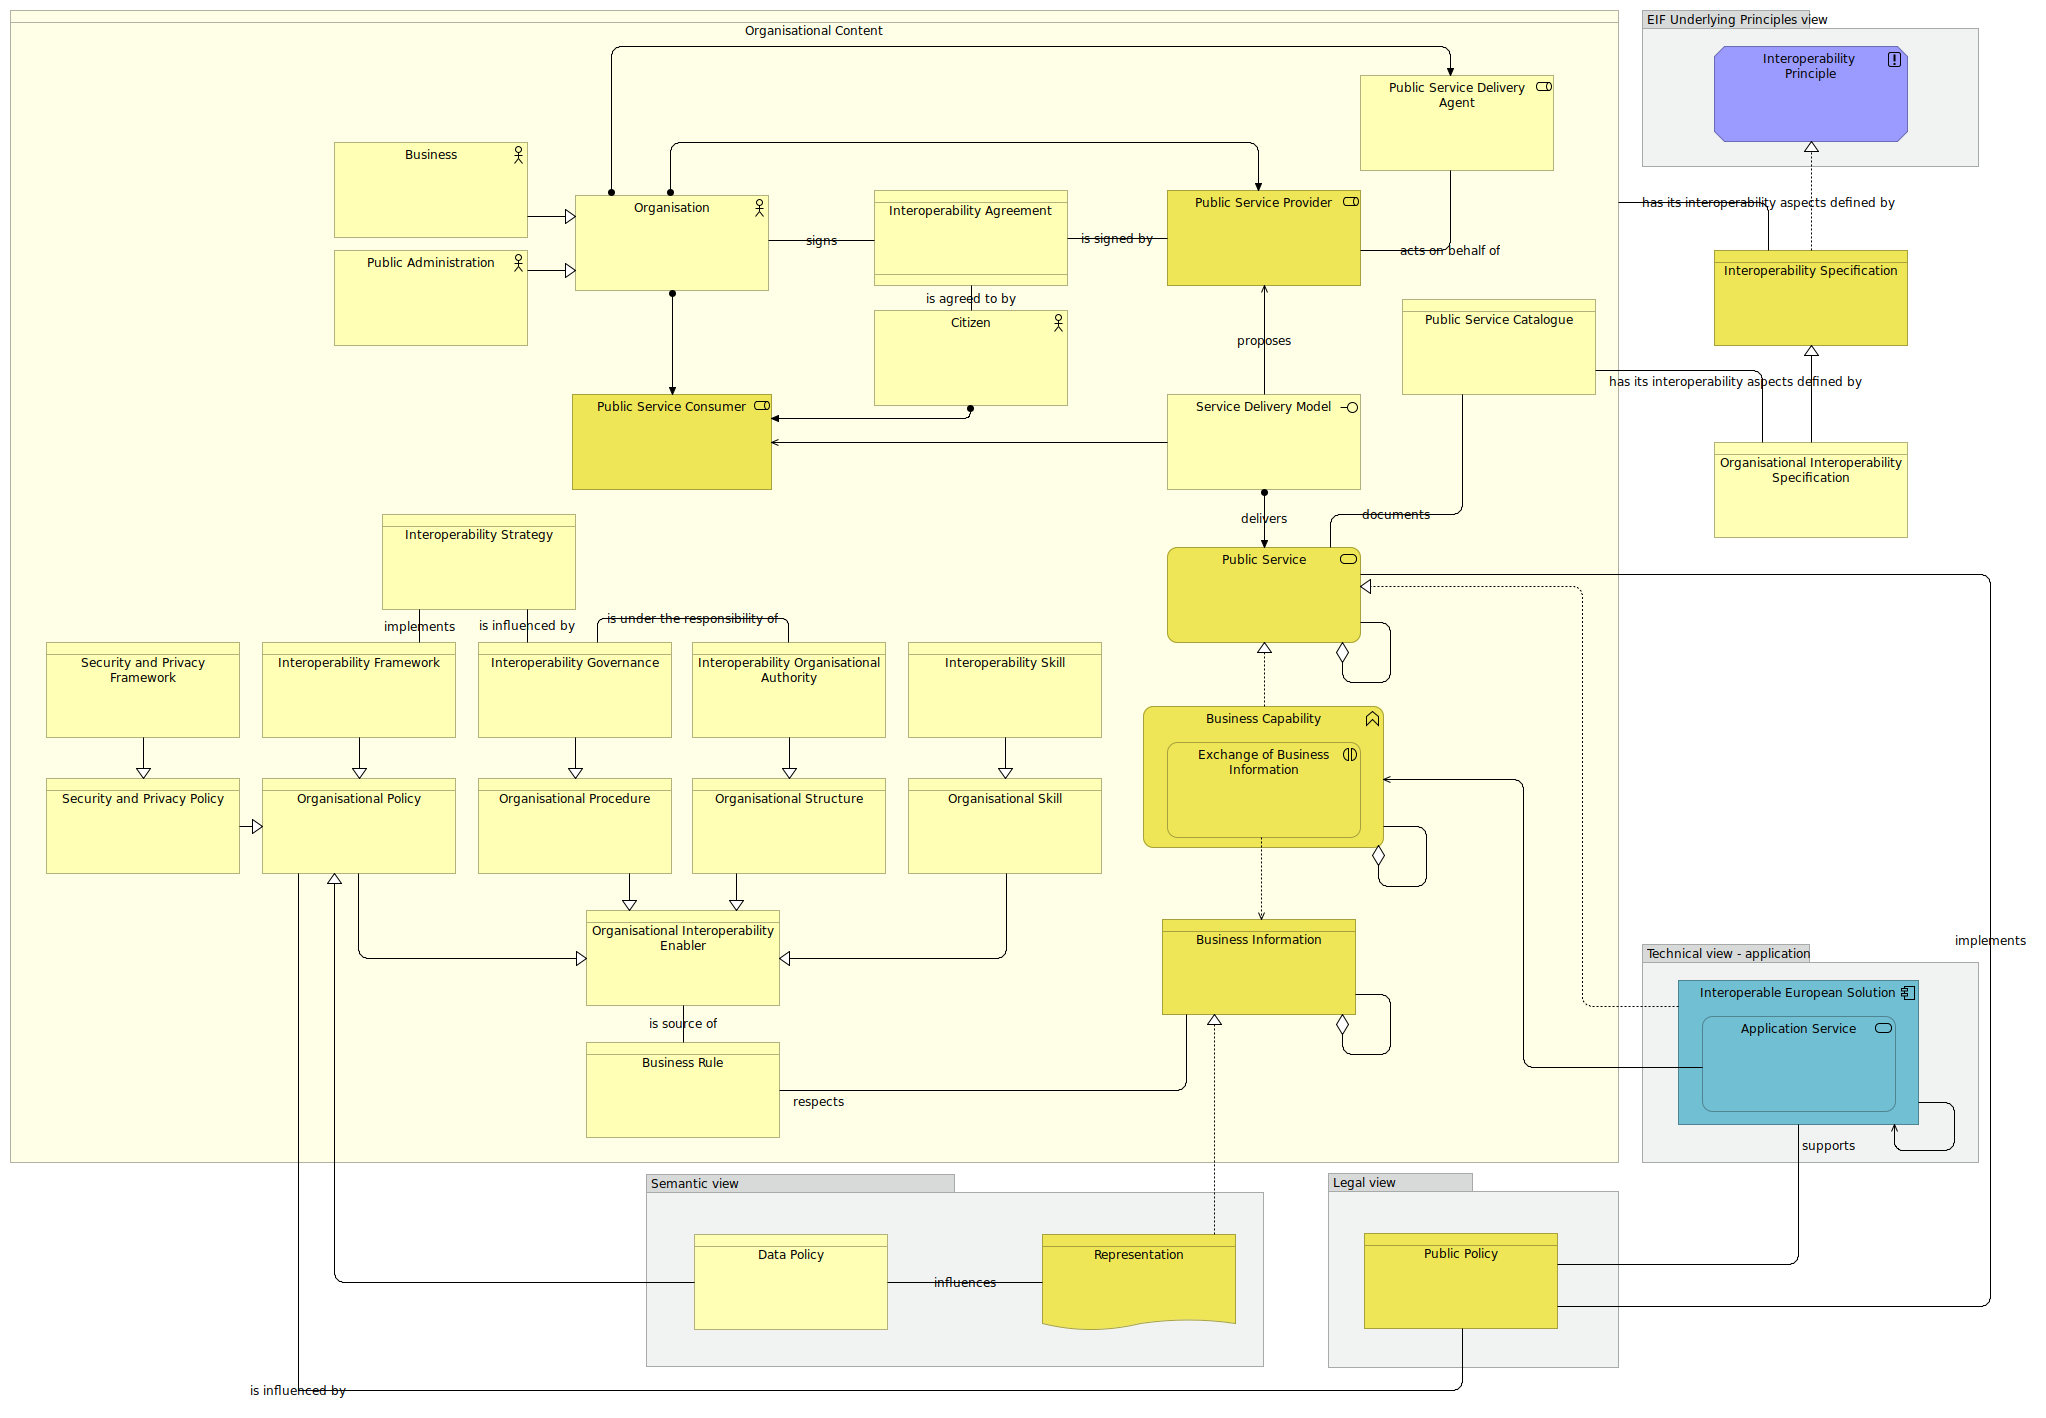 Organisational Content
EIF Underlying Principles view
Interoperability
Principle
Public Service Delivery
Agent
Business
Organisation
Interoperability Agreement
Public Service Provider
has its interoperability aspects defined by
signs
is signed by
acts on behalf of
Public Administration
Interoperability Specification
is agreed to by
Citizen
Public Service Catalogue
proposes
has its interoperability aspects defined by
Public Service Consumer
Service Delivery Model
Organisational Interoperability
Specification
delivers
documents
Interoperability Strategy
Public Service
implements
is influenced by
is under the responsibility of
Security and Privacy
Framework
Interoperability Framework
Interoperability Governance
Interoperability Organisational
Authority
Interoperability Skill
Business Capability
Exchange of Business
Information
Security and Privacy Policy
Organisational Policy
Organisational Procedure
Organisational Structure
Organisational Skill
Organisational Interoperability
Enabler
Business Information
implements
Technical view - application
Interoperable European Solution
Application Service
is source of
Business Rule
respects
supports
Semantic view
Legal view
Data Policy
Representation
Public Policy
influences
is influenced by